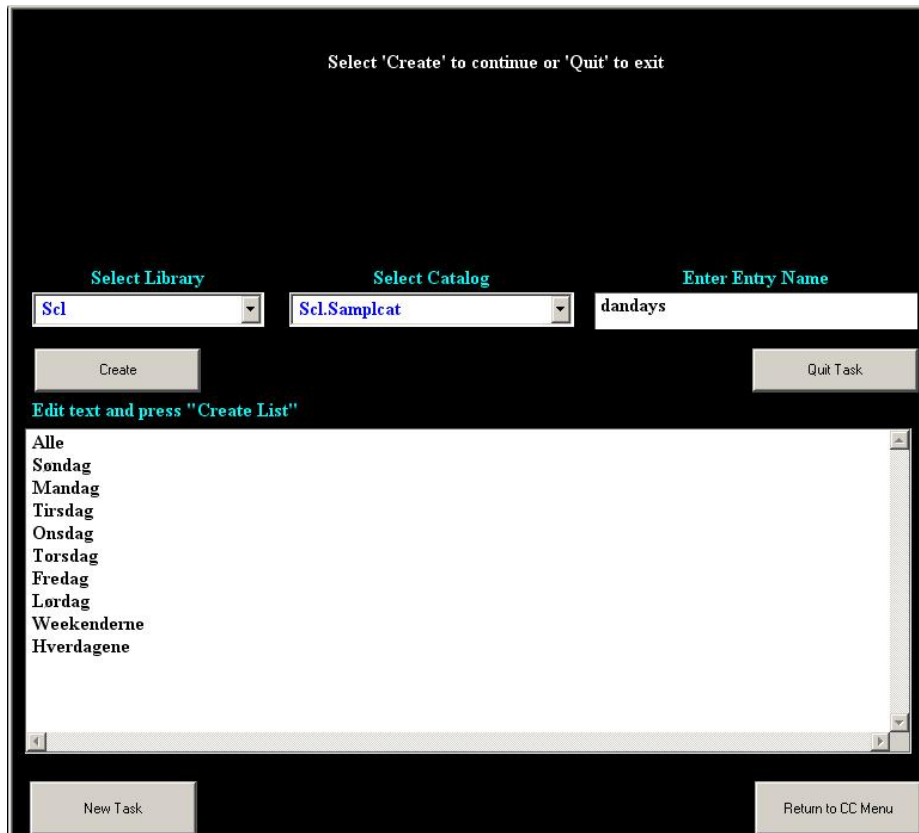 Select 'Create' to continue or 'Quit' to exit
Select Library Select Catalog Enter Entry Name
Scl Scl.Samplcat dandays
Create Quit Task
Edit text and press "Create List"
Alle
Søndag
Mandag
Tirsdag
Onsdag
Torsdag
Fredag
Lørdag
Weekenderne
Hverdagene
New Task Return to CC Menu